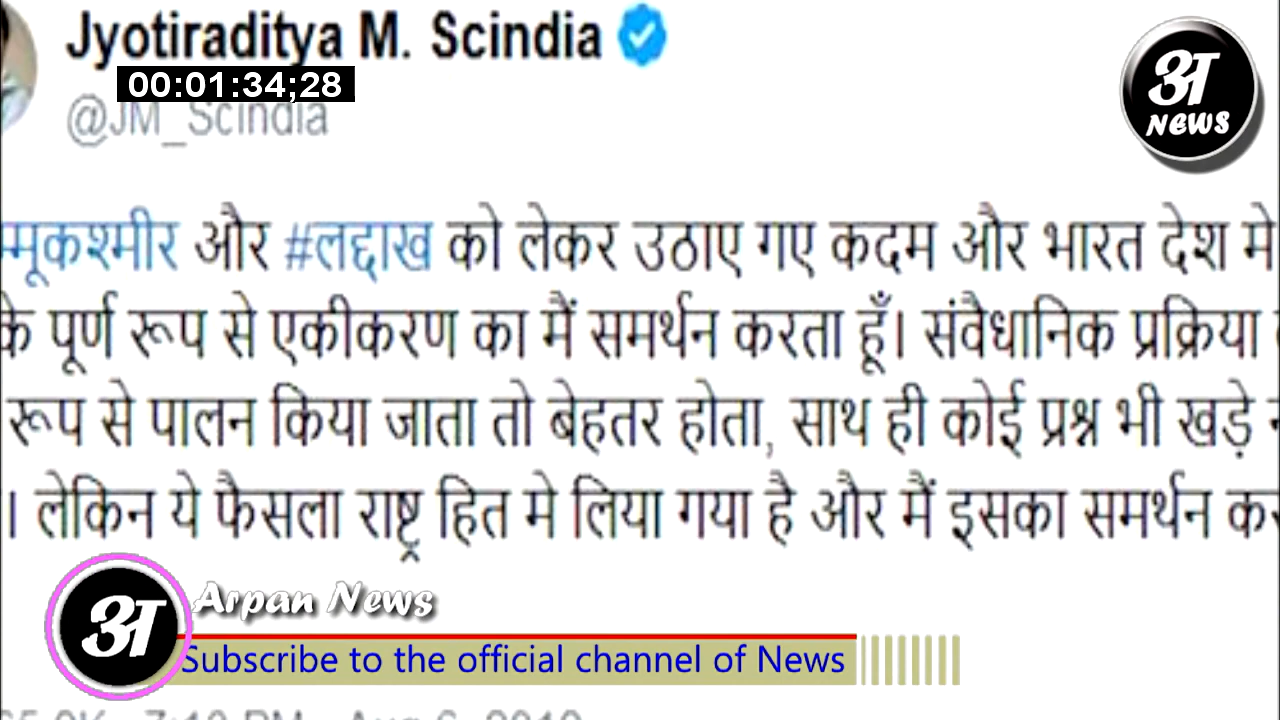 Jyotiraditya M. Scindia
00:01:34;28
@JM_Scindia
अ
NEWS
मूकश्मीर और #लद्दाख को लेकर उठाए गए कदम और भारत देश मे
के पूर्ण रूप से एकीकरण का मैं समर्थन करता हूँ। संवैधानिक प्रक्रिया
रूप से पालन किया जाता तो बेहतर होता, साथ ही कोई प्रश्न भी खड़े
। लेकिन ये फैसला राष्ट्र हित मे लिया गया है और मैं इसका समर्थन
अ
Arpan News
Subscribe to the official channel of News